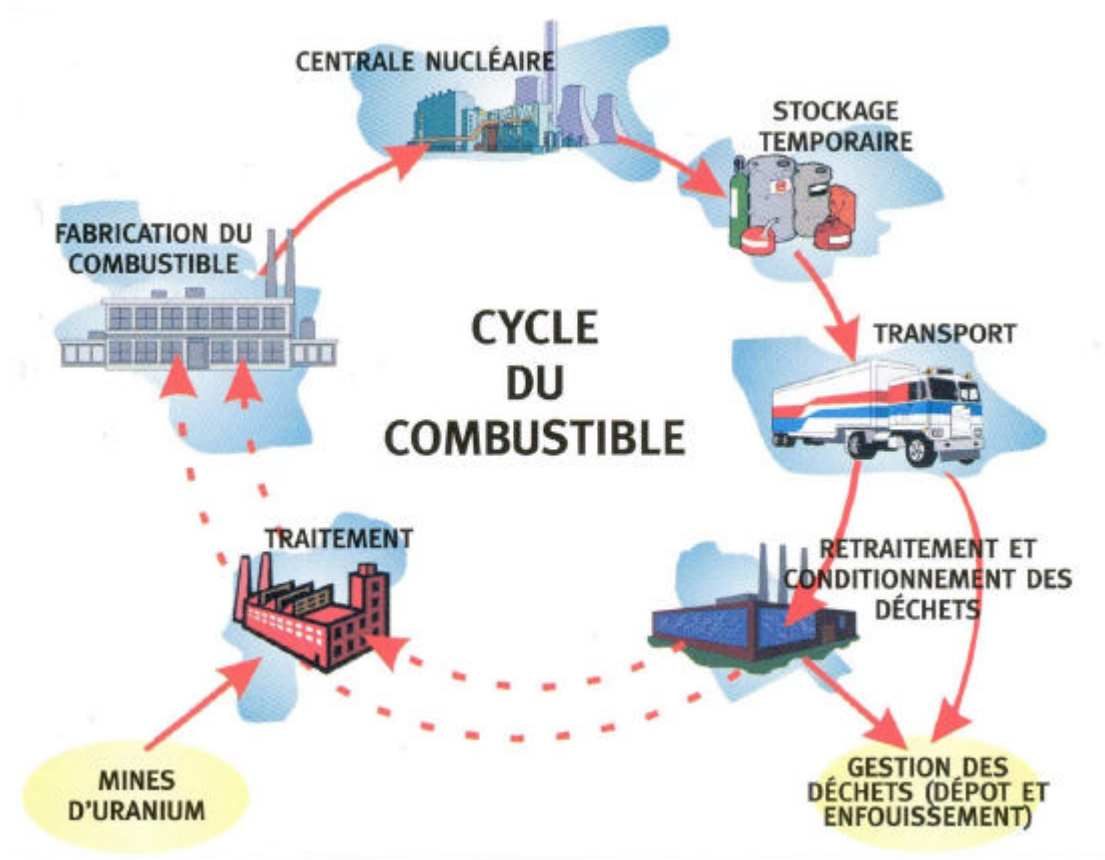 CENTRALE NUCLÉAIRE
STOCKAGE
TEMPORAIRE
FABRICATION DU
COMBUSTIBLE
CYCLE
DU
COMBUSTIBLE
TRANSPORT
TRAITEMENT
RETRAITEMENT ET
CONDITIONNEMENT DES
DÉCHETS
MINES
D'URANIUM
GESTION DES
DÉCHETS (DÉPOT ET
ENFOUISSEMENT)